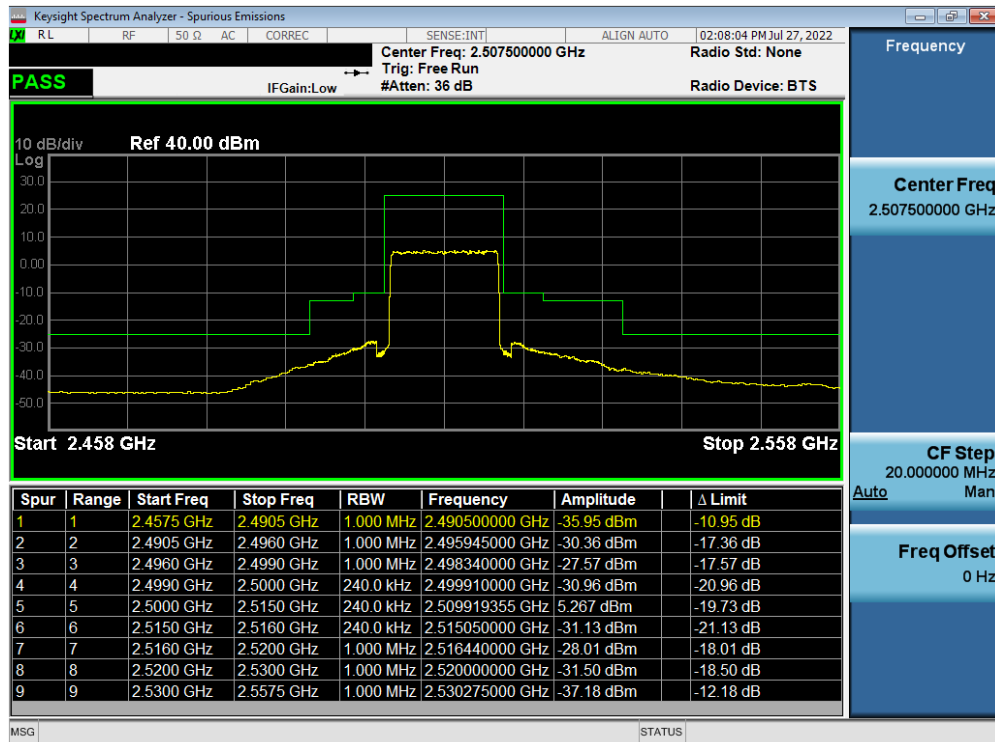 Keysight Spectrum Analyzer - Spurious Emissions
LXI RL RF 50 Ω AC CORREC SENSE:INT ALIGN AUTO 02:08:04 PM Jul 27, 2022
Center Freq: 2.507500000 GHz Radio Std: None
Trig: Free Run
PASS IFGain:Low #Atten: 36 dB Radio Device: BTS
10 dB/div Ref 40.00 dBm
Log
30.0
20.0
10.0
0.00
-10.0
-20.0
-30.0
-40.0
-50.0
Start 2.458 GHz Stop 2.558 GHz
Spur Range Start Freq Stop Freq RBW Frequency Amplitude Δ Limit
1 1 2.4575 GHz 2.4905 GHz 1.000 MHz 2.490500000 GHz -35.95 dBm -10.95 dB
2 2 2.4905 GHz 2.4960 GHz 1.000 MHz 2.495945000 GHz -30.36 dBm -17.36 dB
3 3 2.4960 GHz 2.4990 GHz 1.000 MHz 2.498340000 GHz -27.57 dBm -17.57 dB
4 4 2.4990 GHz 2.5000 GHz 240.0 kHz 2.499910000 GHz -30.96 dBm -20.96 dB
5 5 2.5000 GHz 2.5150 GHz 240.0 kHz 2.509919355 GHz 5.267 dBm -19.73 dB
6 6 2.5150 GHz 2.5160 GHz 240.0 kHz 2.515050000 GHz -31.13 dBm -21.13 dB
7 7 2.5160 GHz 2.5200 GHz 1.000 MHz 2.516440000 GHz -28.01 dBm -18.01 dB
8 8 2.5200 GHz 2.5300 GHz 1.000 MHz 2.520000000 GHz -31.50 dBm -18.50 dB
9 9 2.5300 GHz 2.5575 GHz 1.000 MHz 2.530275000 GHz -37.18 dBm -12.18 dB
MSG STATUS
Frequency
Center Freq
2.507500000 GHz
CF Step
20.000000 MHz
Auto Man
Freq Offset
0 Hz